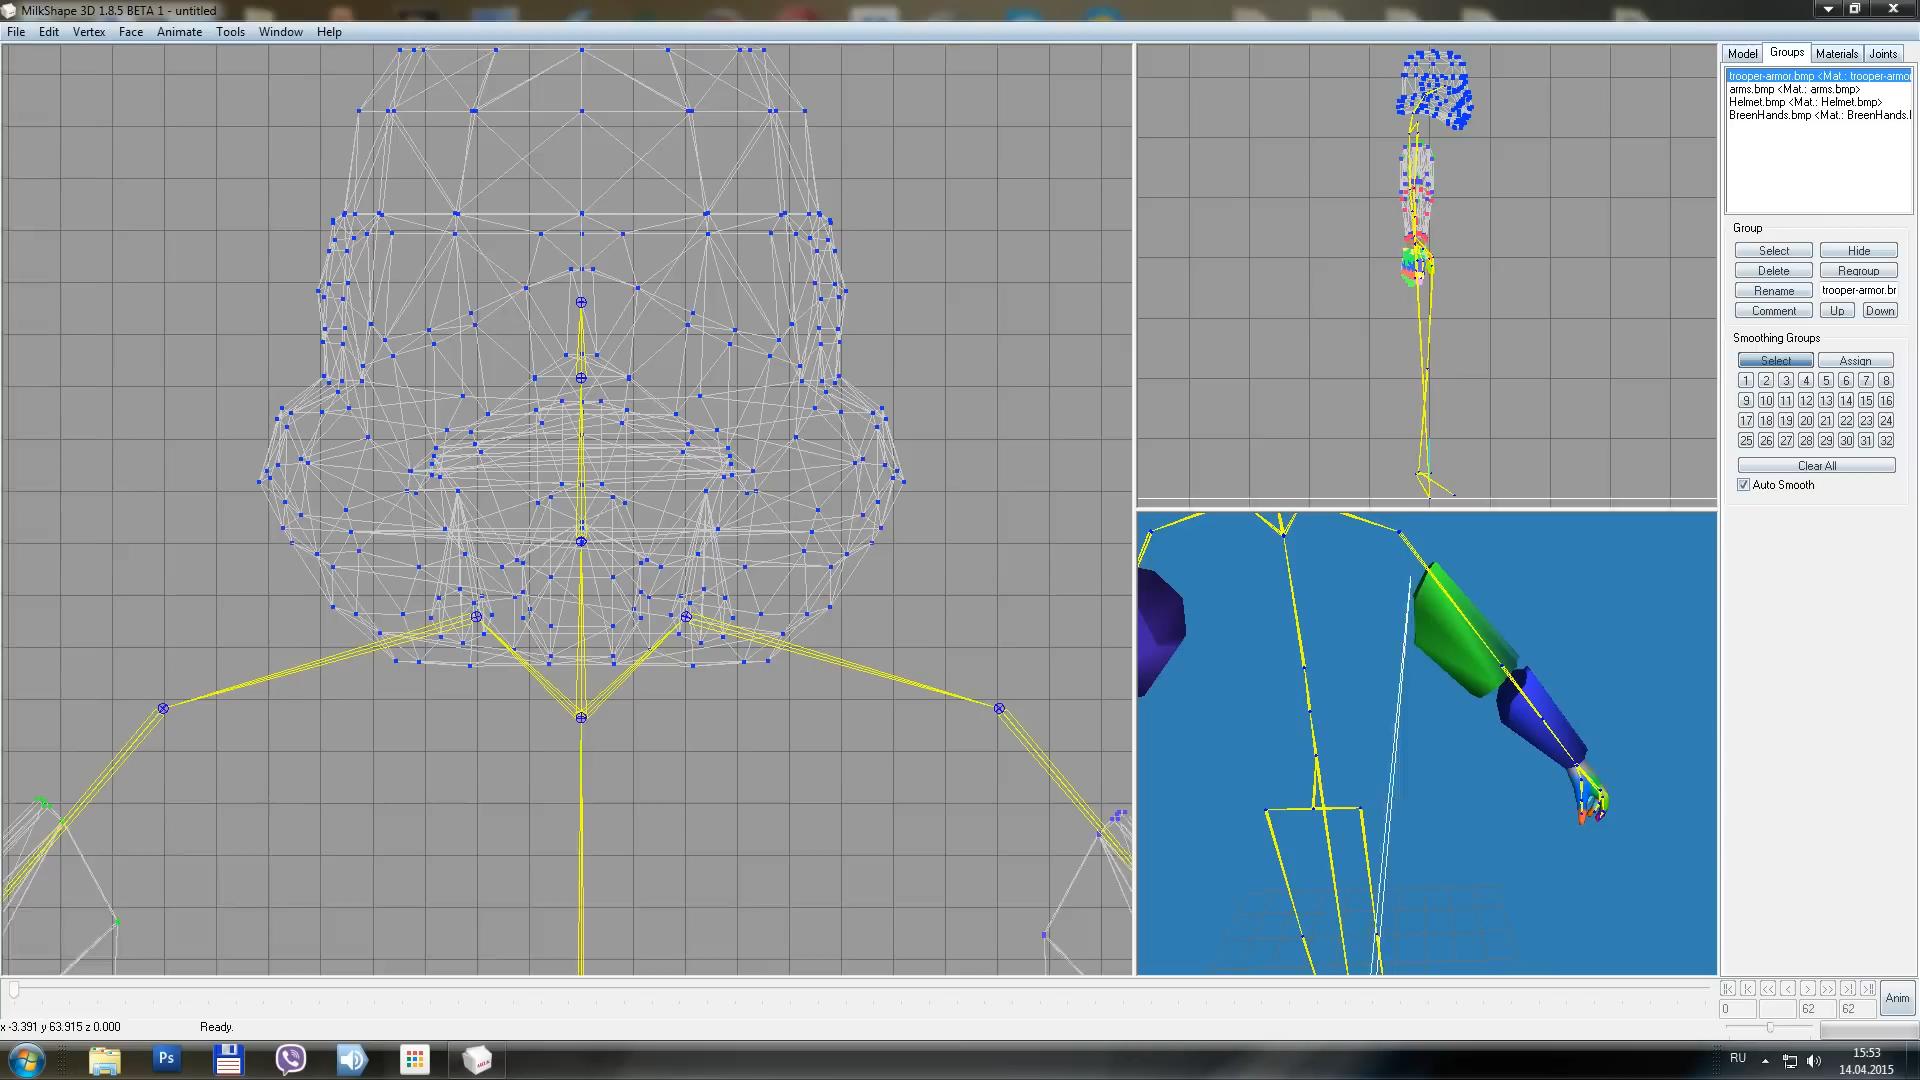 MilkShape 3D 1.8.5 BETA 1 - untitled
File Edit Vertex Face Animate Tools Window Help
Model Groups Materials Joints
trooper-armor.bmp <Mat.: trooper-armor
arms.bmp <Mat.: arms.bmp>
Helmet.bmp <Mat.: Helmet.bmp>
BreenHands.bmp <Mat.: BreenHands.
Group
Select Hide
Delete Regroup
Rename trooper-armor.br
Comment Up Down
Smoothing Groups
Select Assign
1 2 3 4 5 6 7 8
9 10 11 12 13 14 15 16
17 18 19 20 21 22 23 24
25 26 27 28 29 30 31 32
Clear All
Auto Smooth
Anim
0 62 62
x -3.391 y 63.915 z 0.000 Ready.
Ps
RU
15:53
14.04.2015